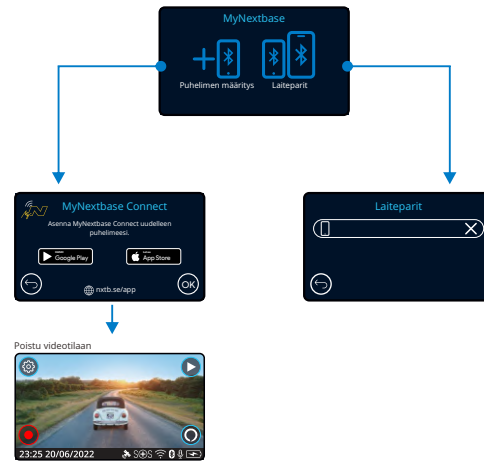 MyNextbase
Puhelimen määritys
Laiteparit
MyNextbase Connect
Asenna MyNextbase Connect uudelleen
puhelimeesi.
Google Play
App Store
nxtb.se/app
OK
Laiteparit
Poistu videotilaan
23:25 20/06/2022
SOS